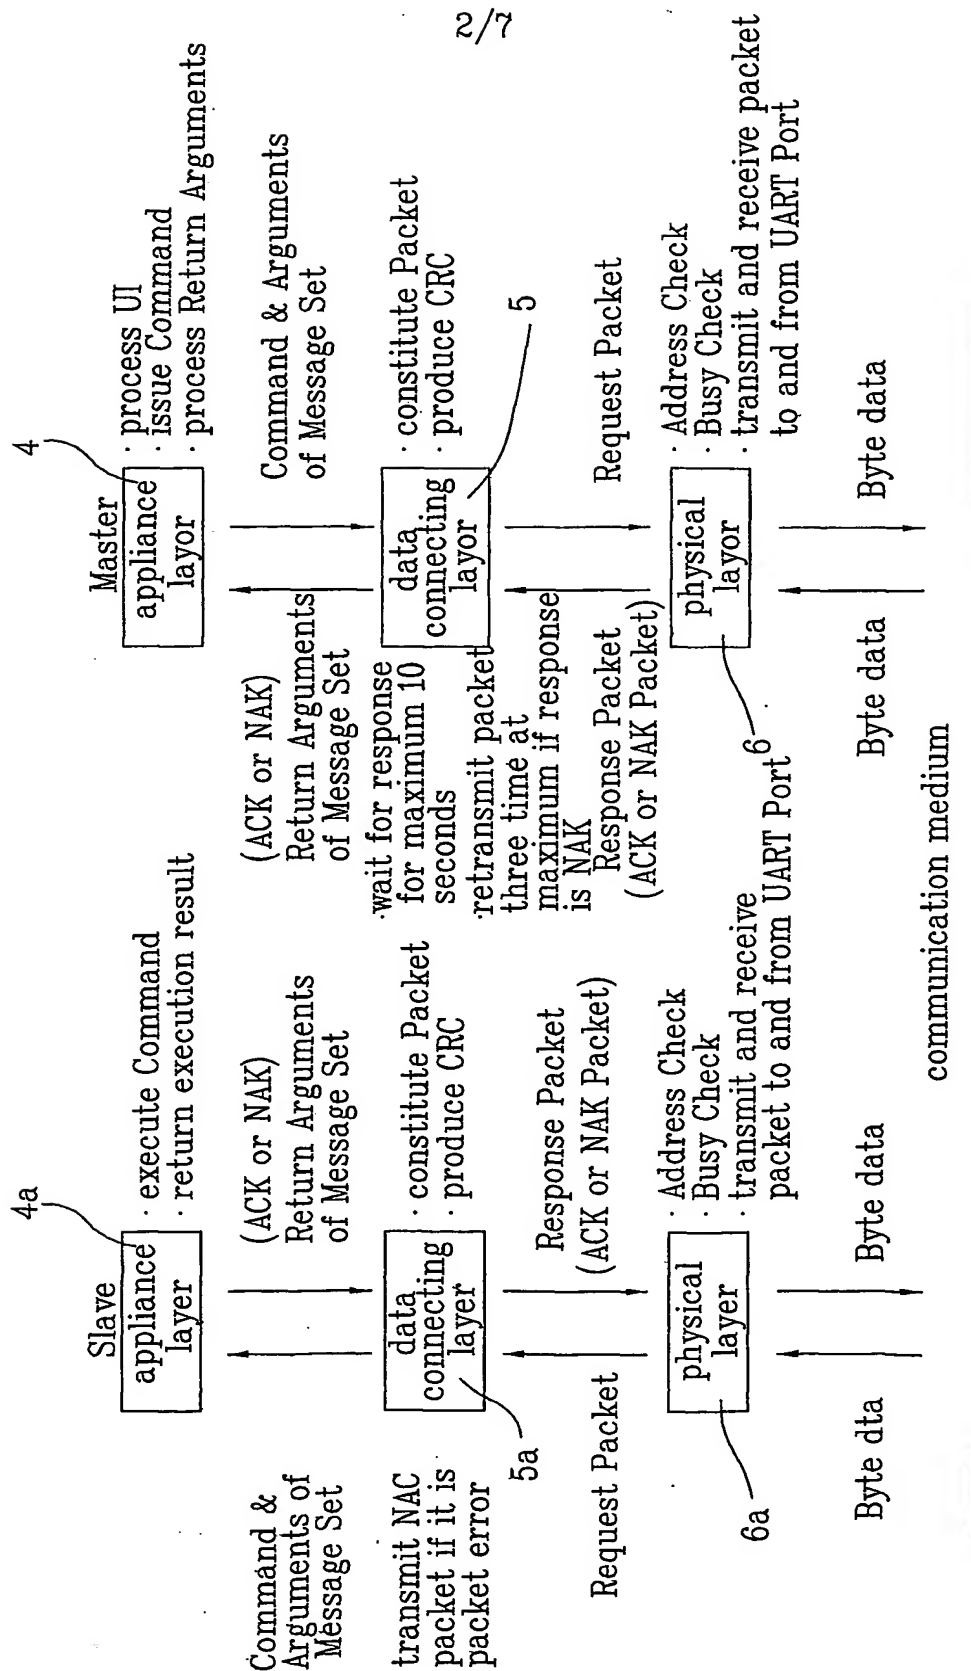 2/7
Slave
4a
appliance
layer
· execute Command
· return execution result
Command &
Arguments of
Message Set
(ACK or NAK)
Return Arguments
of Message Set
transmit NAC
packet if it is
packet error
data
connecting
layer
5a
· constitute Packet
· produce CRC
Request Packet
Response Packet
(ACK or NAK Packet)
physical
layer
6a
· Address Check
· Busy Check
· transmit and receive
packet to and from UART Port
Byte dta
Byte data
Master
4
appliance
layor
· process UI
· issue Command
· process Return Arguments
(ACK or NAK)
Return Arguments
of Message Set
Command & Arguments
of Message Set
·wait for response
for maximum 10
seconds
·retransmit packet
three time at
maximum if response
is NAK
data
connecting
layor
5
· constitute Packet
· produce CRC
Response Packet
(ACK or NAK Packet)
Request Packet
physical
layor
6
· Address Check
· Busy Check
· transmit and receive packet
to and from UART Port
Byte data
Byte data
communication medium